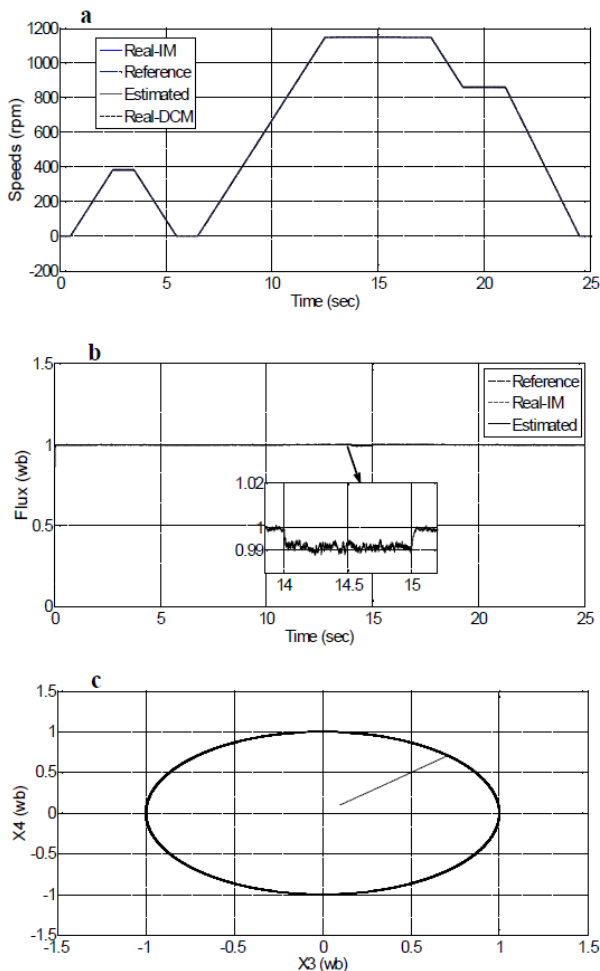 a
1200
1000
800
600
400
200
0
-200
Speeds (rpm)
Real-IM
Reference
Estimated
Real-DCM
0 5 10 15 20 25
Time (sec)
b
1.5
1
0.5
0
Flux (wb)
Reference
Real-IM
Estimated
1.02
1
0.99
14 14.5 15
0 5 10 15 20 25
Time (sec)
c
1.5
1
0.5
0
-0.5
-1
-1.5
X4 (wb)
-1.5 -1 -0.5 0 0.5 1 1.5
X3 (wb)